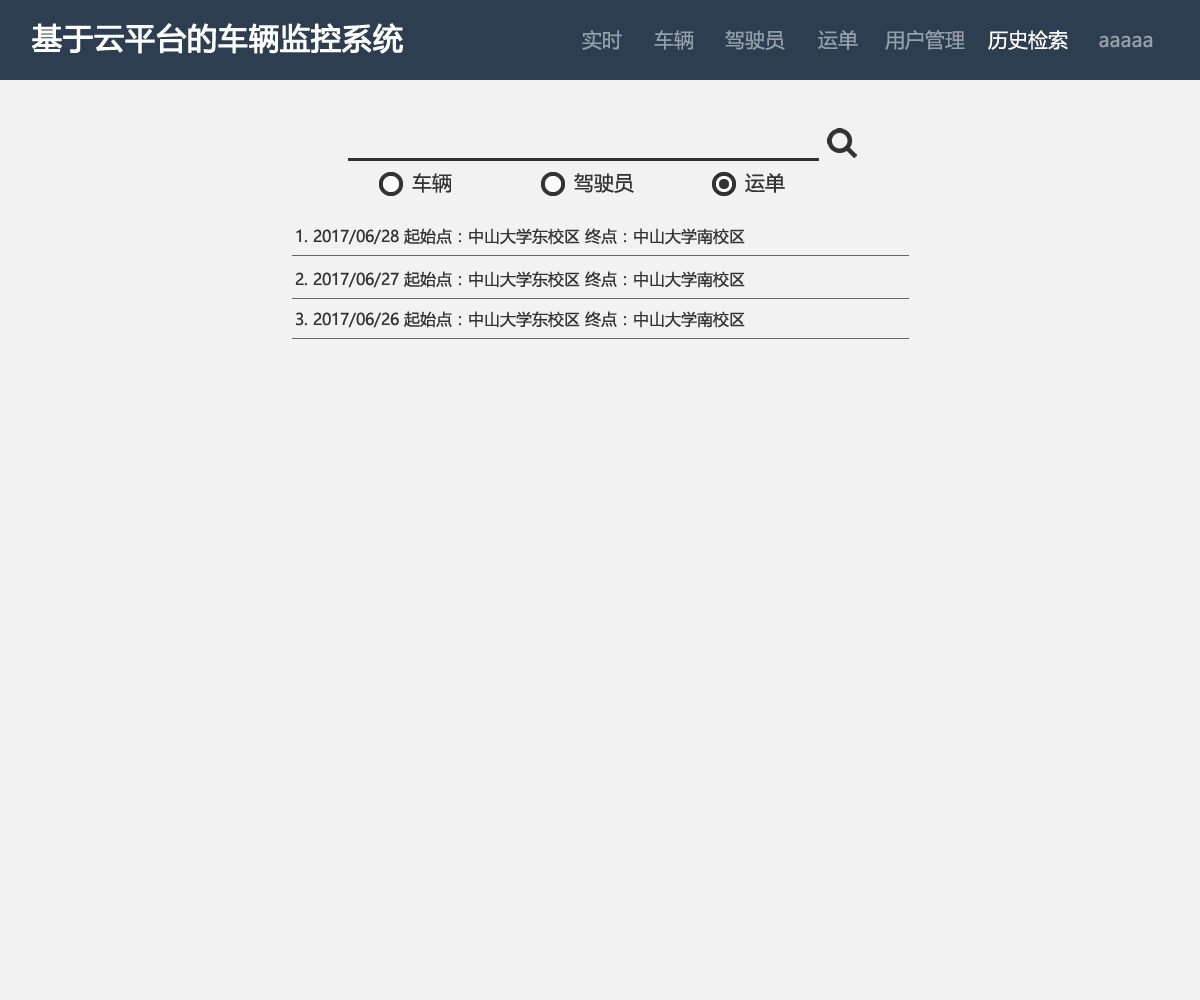 基于云平台的车辆监控系统 实时 车辆 驾驶员 运单 用户管理 历史检索 aaaaa
车辆 驾驶员 运单
1. 2017/06/28 起始点：中山大学东校区 终点：中山大学南校区
2. 2017/06/27 起始点：中山大学东校区 终点：中山大学南校区
3. 2017/06/26 起始点：中山大学东校区 终点：中山大学南校区